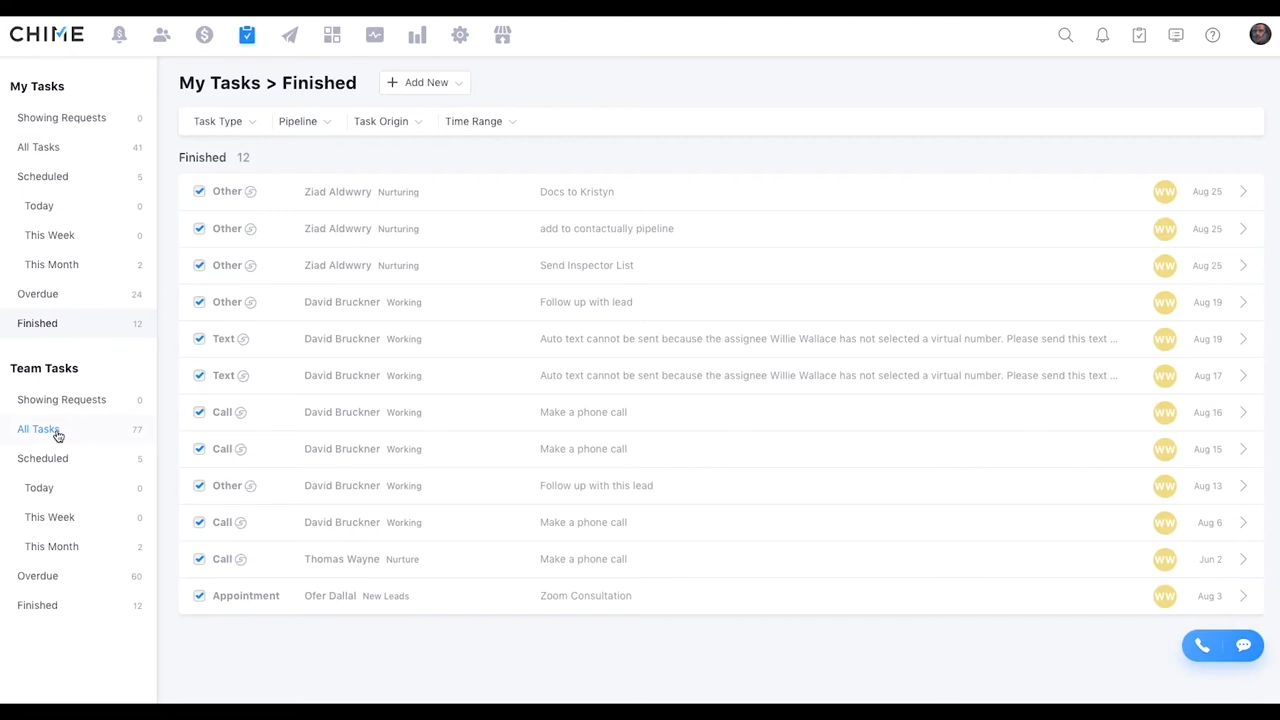 CHIME
My Tasks
Showing Requests 0
All Tasks 41
Scheduled 5
Today 0
This Week 0
This Month 2
Overdue 24
Finished 12
Team Tasks
Showing Requests 0
All Tasks 77
Scheduled 5
Today 0
This Week 0
This Month 2
Overdue 60
Finished 12
My Tasks > Finished + Add New
Task Type Pipeline Task Origin Time Range
Finished 12
Other Ziad Aldwwry Nurturing Docs to Kristyn WW Aug 25
Other Ziad Aldwwry Nurturing add to contactually pipeline WW Aug 25
Other Ziad Aldwwry Nurturing Send Inspector List WW Aug 25
Other David Bruckner Working Follow up with lead WW Aug 19
Text David Bruckner Working Auto text cannot be sent because the assignee Willie Wallace has not selected a virtual number. Please send this text ... WW Aug 19
Text David Bruckner Working Auto text cannot be sent because the assignee Willie Wallace has not selected a virtual number. Please send this text ... WW Aug 17
Call David Bruckner Working Make a phone call WW Aug 16
Call David Bruckner Working Make a phone call WW Aug 15
Other David Bruckner Working Follow up with this lead WW Aug 13
Call David Bruckner Working Make a phone call WW Aug 6
Call Thomas Wayne Nurture Make a phone call WW Jun 2
Appointment Ofer Dallal New Leads Zoom Consultation WW Aug 3